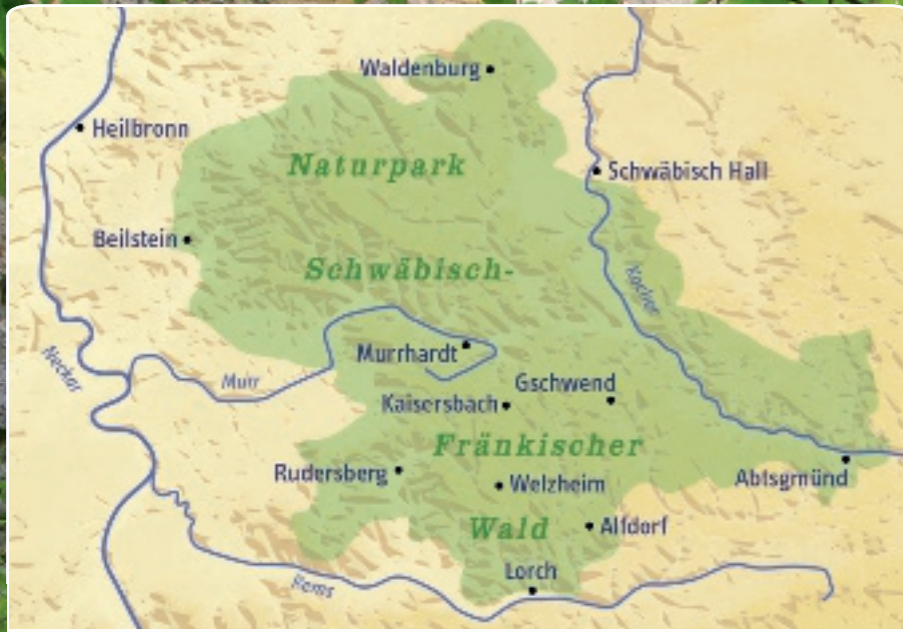 Waldenburg
Heilbronn
Naturpark
Schwäbisch Hall
Beilstein
Schwäbisch-
Kocher
Murrhardt
Neckar
Murr
Gschwend
Kaisersbach
Fränkischer
Rudersberg
Welzheim
Abtsgmünd
Wald
Alfdorf
Lorch
Rems